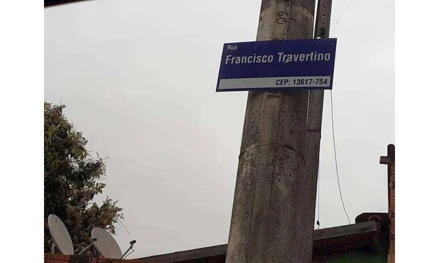 Rua
Francisco Travertino
CEP: 13617-754